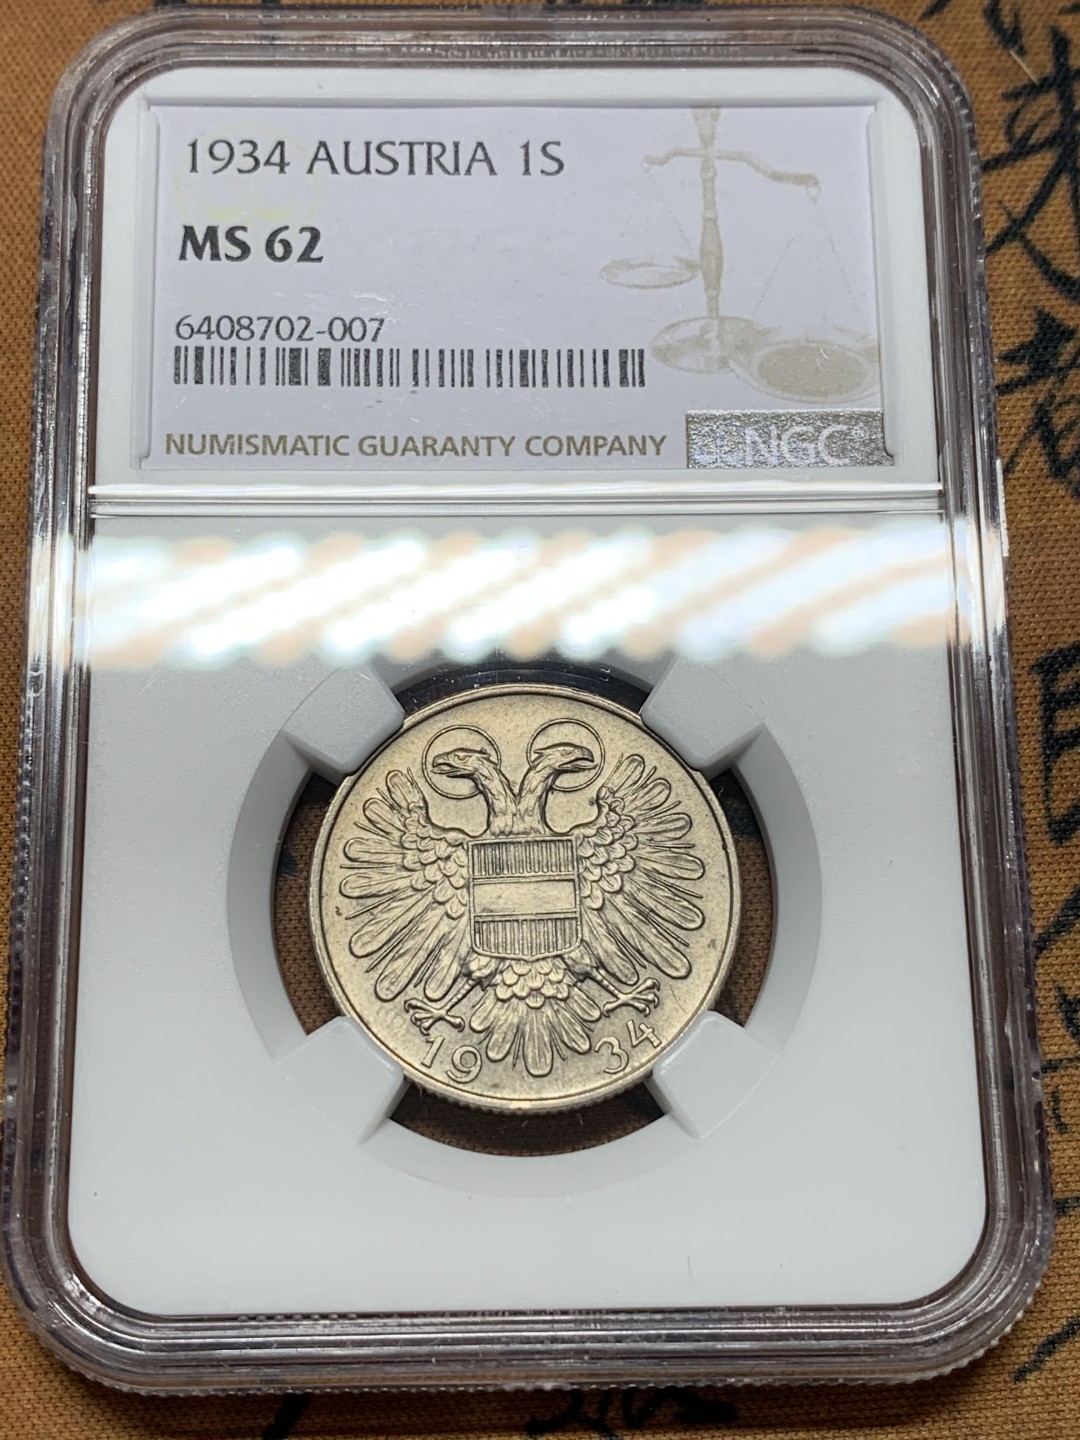 1934 AUSTRIA 1S
MS 62
6408702-007
NUMISMATIC GUARANTY COMPANY
NGC
19 34